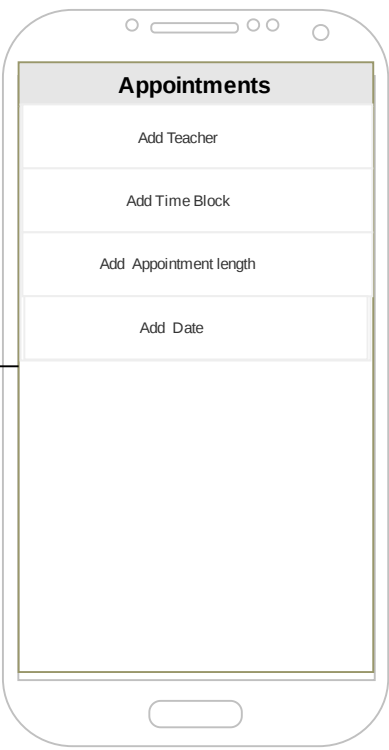 Appointments
Add Teacher
Add Time Block
Add Appointment length
Add Date